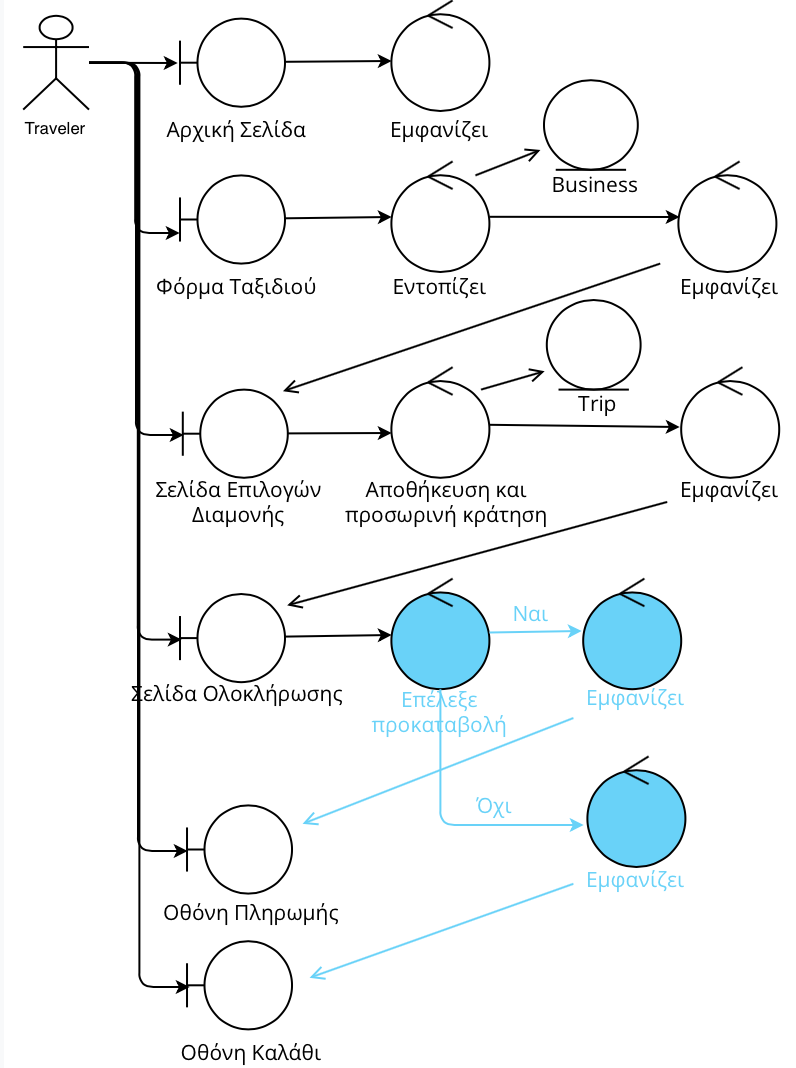 Traveler
Αρχική Σελίδα
Εμφανίζει
Business
Φόρμα Ταξιδιού
Εντοπίζει
Εμφανίζει
Trip
Σελίδα Επιλογών
Διαμονής
Αποθήκευση και
προσωρινή κράτηση
Εμφανίζει
Ναι
Σελίδα Ολοκλήρωσης
Επέλεξε
προκαταβολή
Εμφανίζει
Όχι
Εμφανίζει
Οθόνη Πληρωμής
Οθόνη Καλάθι